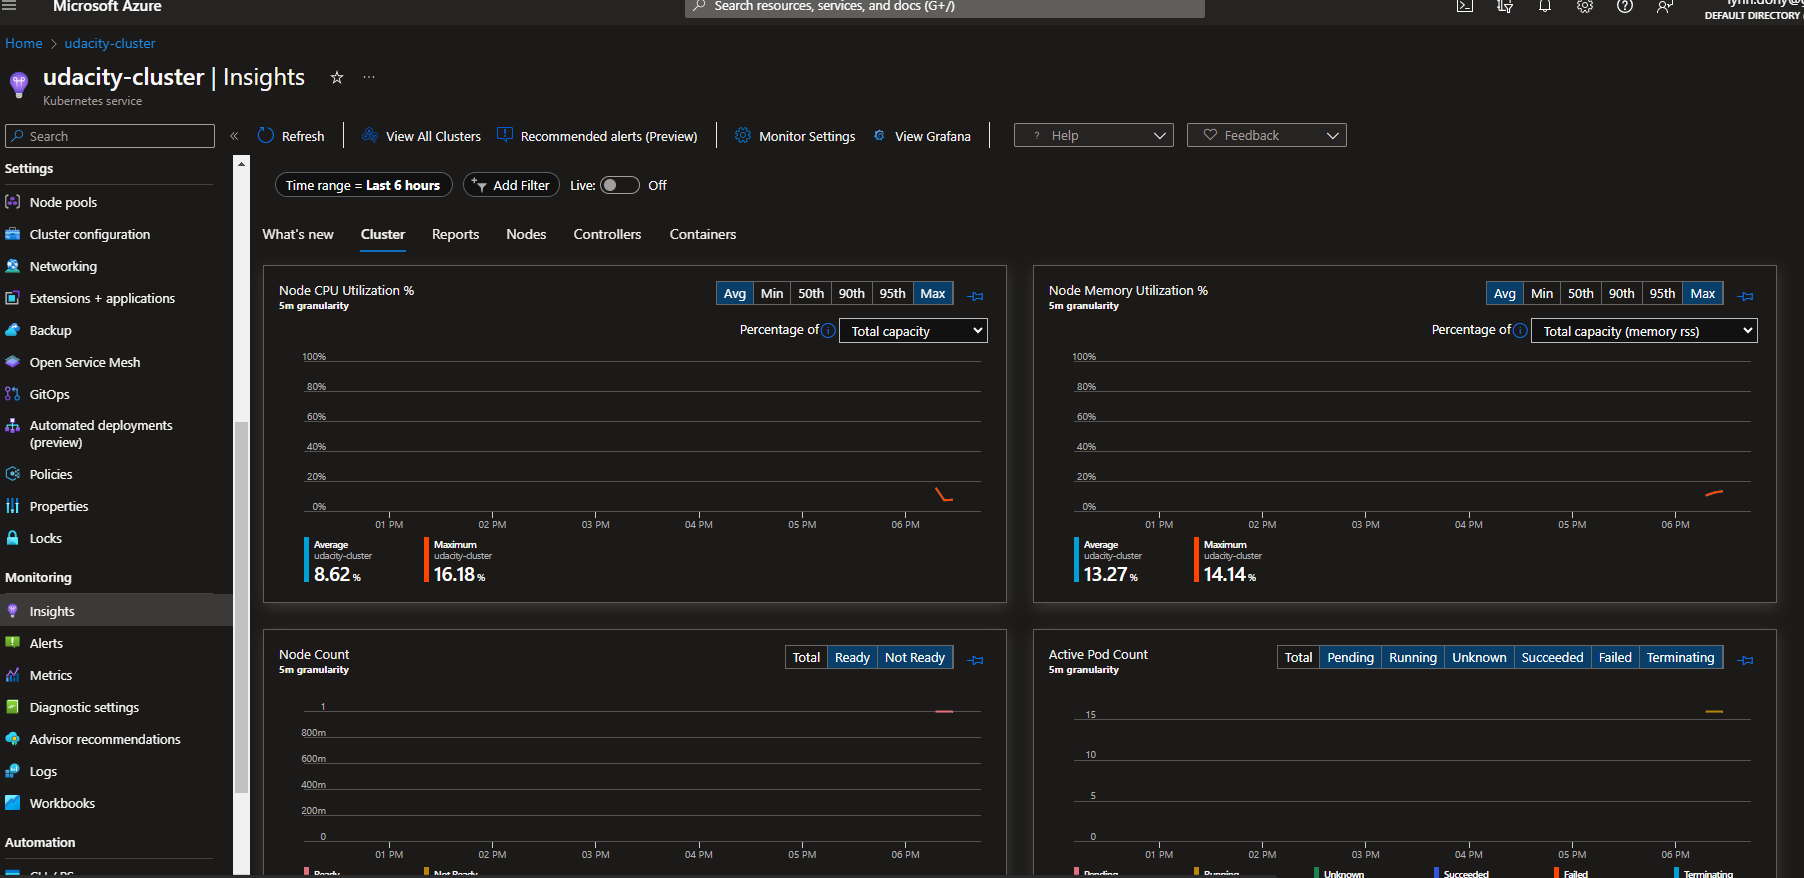 Microsoft Azure
Search resources, services, and docs (G+/)
DEFAULT DIRECTORY
Home > udacity-cluster
udacity-cluster | Insights
Kubernetes service
Search
Refresh
View All Clusters
Recommended alerts (Preview)
Monitor Settings
View Grafana
? Help
Feedback
Settings
Node pools
Cluster configuration
Networking
Extensions + applications
Backup
Open Service Mesh
GitOps
Automated deployments
(preview)
Policies
Properties
Locks
Monitoring
Insights
Alerts
Metrics
Diagnostic settings
Advisor recommendations
Logs
Workbooks
Automation
Time range = Last 6 hours
Add Filter
Live: Off
What's new Cluster Reports Nodes Controllers Containers
Node CPU Utilization %
5m granularity
Avg Min 50th 90th 95th Max
Percentage of Total capacity
100%
80%
60%
40%
20%
0%
01 PM 02 PM 03 PM 04 PM 05 PM 06 PM
Average
udacity-cluster
8.62 %
Maximum
udacity-cluster
16.18 %
Node Memory Utilization %
5m granularity
Avg Min 50th 90th 95th Max
Percentage of Total capacity (memory rss)
100%
80%
60%
40%
20%
0%
01 PM 02 PM 03 PM 04 PM 05 PM 06 PM
Average
udacity-cluster
13.27 %
Maximum
udacity-cluster
14.14 %
Node Count
5m granularity
Total Ready Not Ready
1
800m
600m
400m
200m
0
01 PM 02 PM 03 PM 04 PM 05 PM 06 PM
Ready Not Ready
Active Pod Count
5m granularity
Total Pending Running Unknown Succeeded Failed Terminating
15
10
5
0
01 PM 02 PM 03 PM 04 PM 05 PM 06 PM
Pending Running Unknown Succeeded Failed Terminating